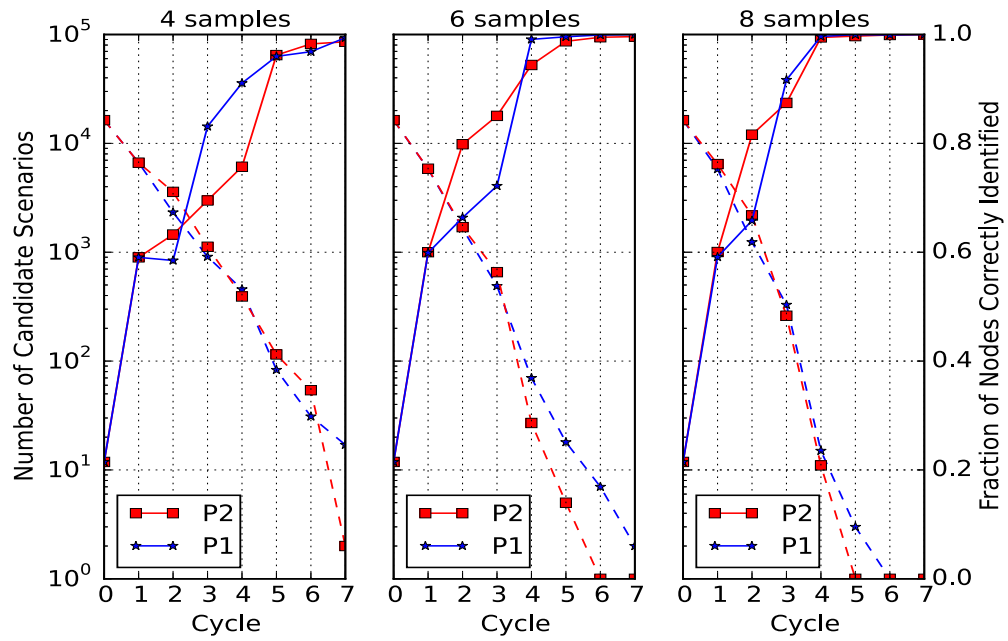 4 samples
6 samples
8 samples
Number of Candidate Scenarios
10^5
10^4
10^3
10^2
10^1
10^0
P2
P1
P2
P1
P2
P1
0 1 2 3 4 5 6 7
0 1 2 3 4 5 6 7
0 1 2 3 4 5 6 7
Cycle
Cycle
Cycle
1.0
0.8
0.6
0.4
0.2
0.0
Fraction of Nodes Correctly Identified